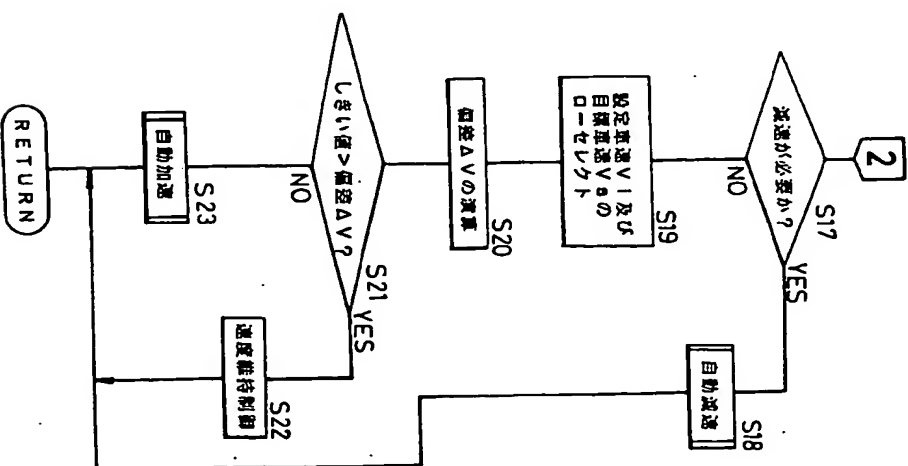 2
減速が必要か?
S17
YES
NO
自動減速
S18
設定車速V1及び
目標車速Vsの
ローセレクト
S19
偏差ΔVの演算
S20
しきい値>偏差ΔV?
S21
YES
NO
速度維持制御
S22
自動加速
S23
RETURN